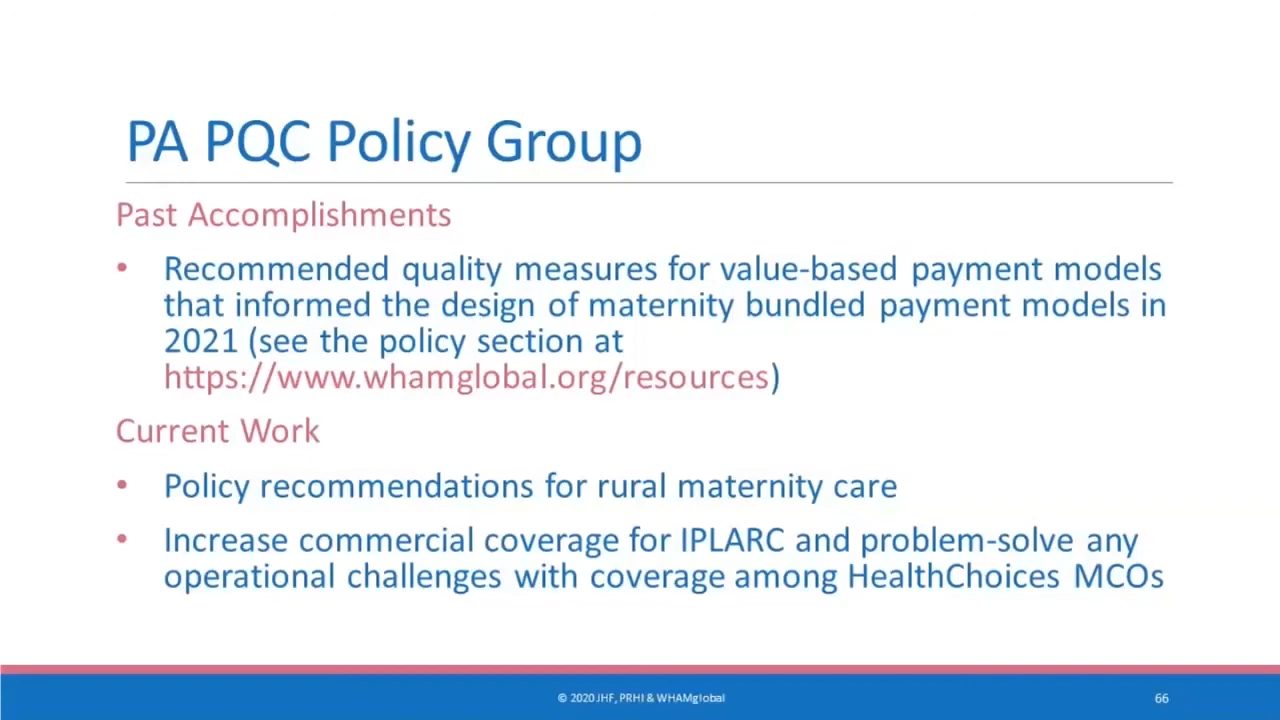 PA PQC Policy Group
Past Accomplishments
• Recommended quality measures for value-based payment models
that informed the design of maternity bundled payment models in
2021 (see the policy section at
https://www.whamglobal.org/resources)
Current Work
• Policy recommendations for rural maternity care
• Increase commercial coverage for IPLARC and problem-solve any
operational challenges with coverage among HealthChoices MCOs
© 2020 JHF, PRHI & WHAMglobal
66